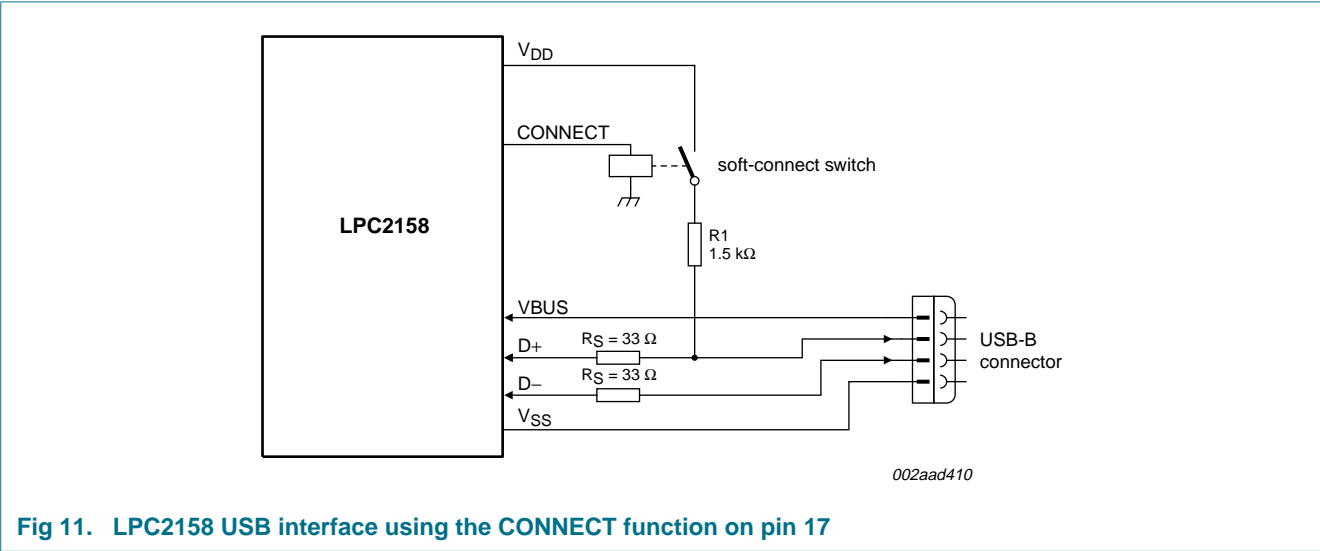 VDD
CONNECT
soft-connect switch
LPC2158
R1
1.5 kΩ
VBUS
D+
RS = 33 Ω
USB-B
connector
D−
RS = 33 Ω
VSS
002aad410
Fig 11. LPC2158 USB interface using the CONNECT function on pin 17